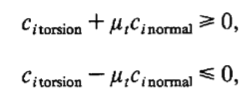 c_{i torsion} + μ_t c_{i normal} ⩾ 0,
c_{i torsion} − μ_t c_{i normal} ⩽ 0,